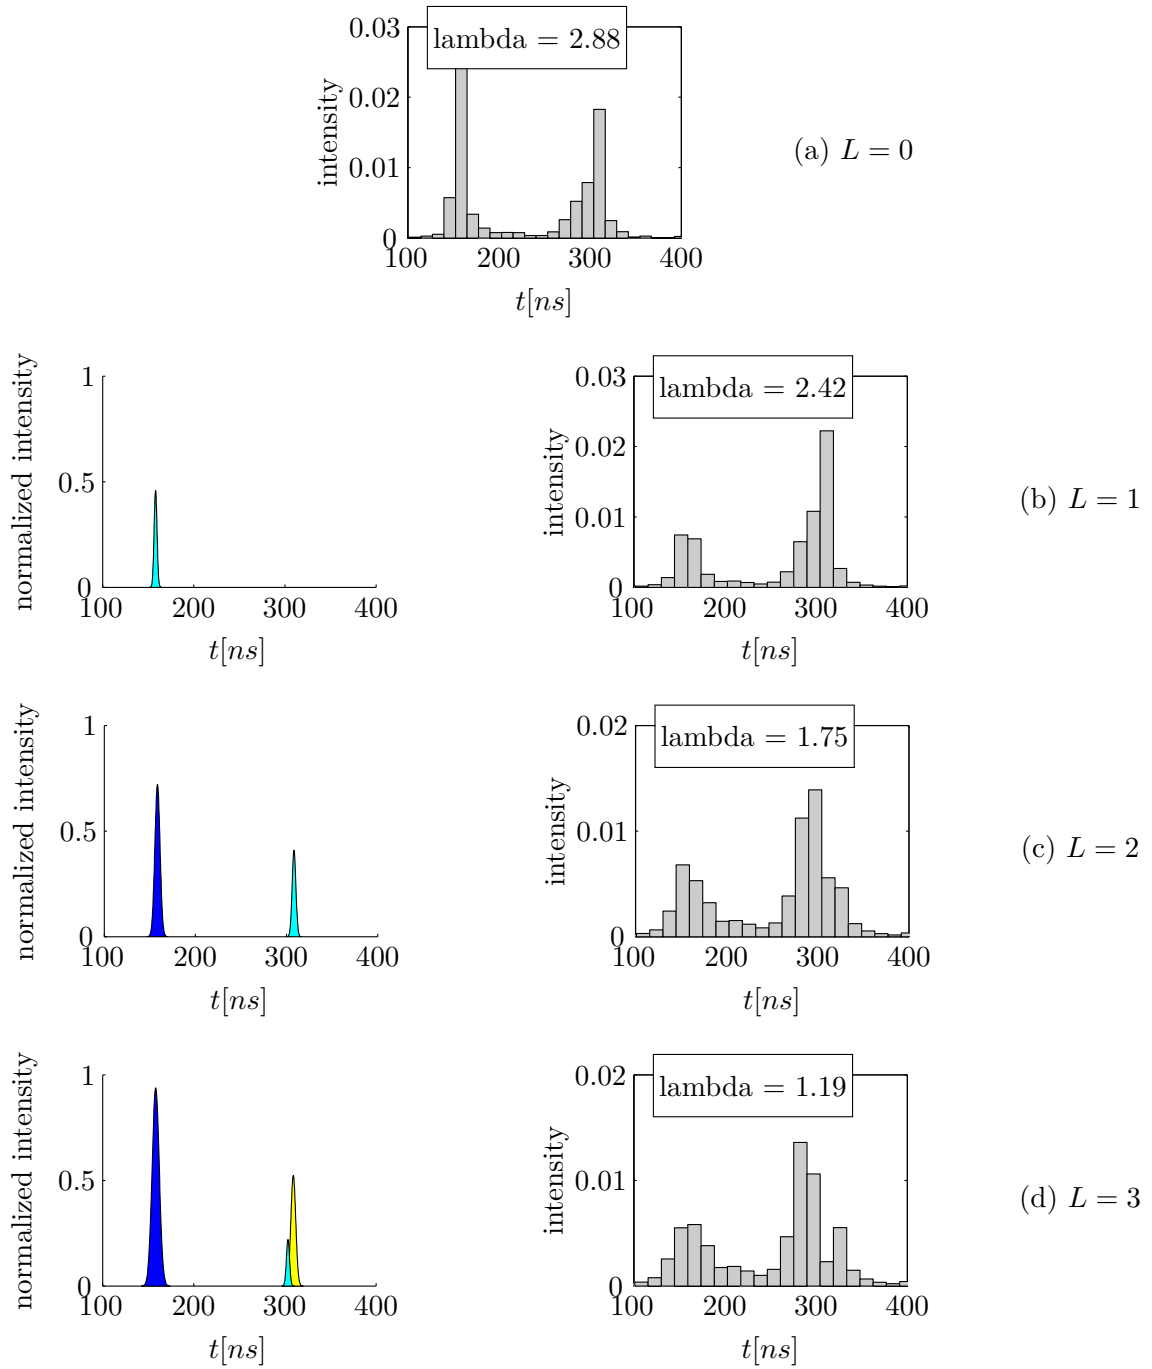 0.03
lambda = 2.88
0.02
0.01
0
intensity
100 200 300 400
t[ns]
(a) L = 0
1
0.5
0
normalized intensity
100 200 300 400
t[ns]
0.03
lambda = 2.42
0.02
0.01
0
intensity
100 200 300 400
t[ns]
(b) L = 1
1
0.5
0
normalized intensity
100 200 300 400
t[ns]
0.02
lambda = 1.75
0.01
0
intensity
100 200 300 400
t[ns]
(c) L = 2
1
0.5
0
normalized intensity
100 200 300 400
t[ns]
0.02
lambda = 1.19
0.01
0
intensity
100 200 300 400
t[ns]
(d) L = 3